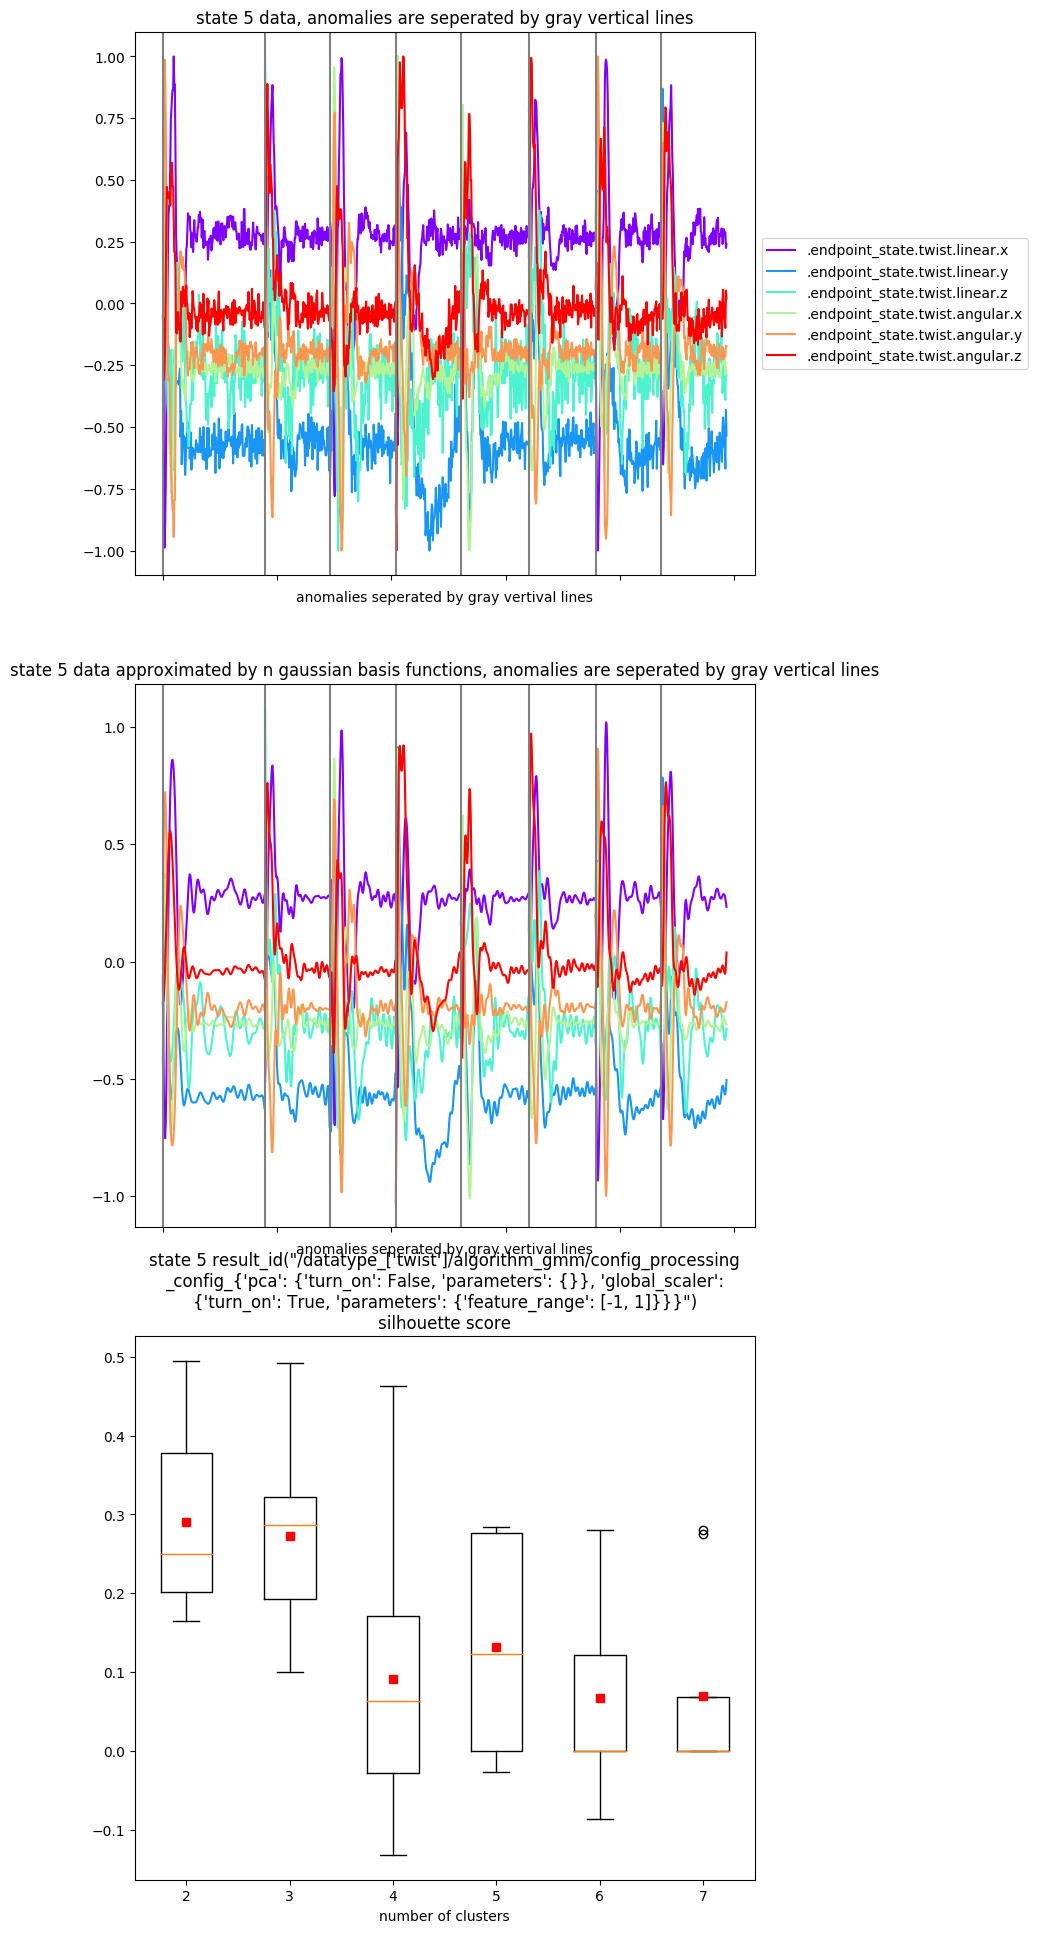 state 5 data, anomalies are seperated by gray vertical lines
1.00
0.75
0.50
0.25
0.00
−0.25
−0.50
−0.75
−1.00
.endpoint_state.twist.linear.x
.endpoint_state.twist.linear.y
.endpoint_state.twist.linear.z
.endpoint_state.twist.angular.x
.endpoint_state.twist.angular.y
.endpoint_state.twist.angular.z
anomalies seperated by gray vertival lines
state 5 data approximated by n gaussian basis functions, anomalies are seperated by gray vertical lines
1.0
0.5
0.0
−0.5
−1.0
anomalies seperated by gray vertival lines
state 5 result_id("/datatype_['twist']/algorithm_gmm/config_processing
_config_{'pca': {'turn_on': False, 'parameters': {}}, 'global_scaler':
{'turn_on': True, 'parameters': {'feature_range': [-1, 1]}}}")
silhouette score
0.5
0.4
0.3
0.2
0.1
0.0
−0.1
2 3 4 5 6 7
number of clusters